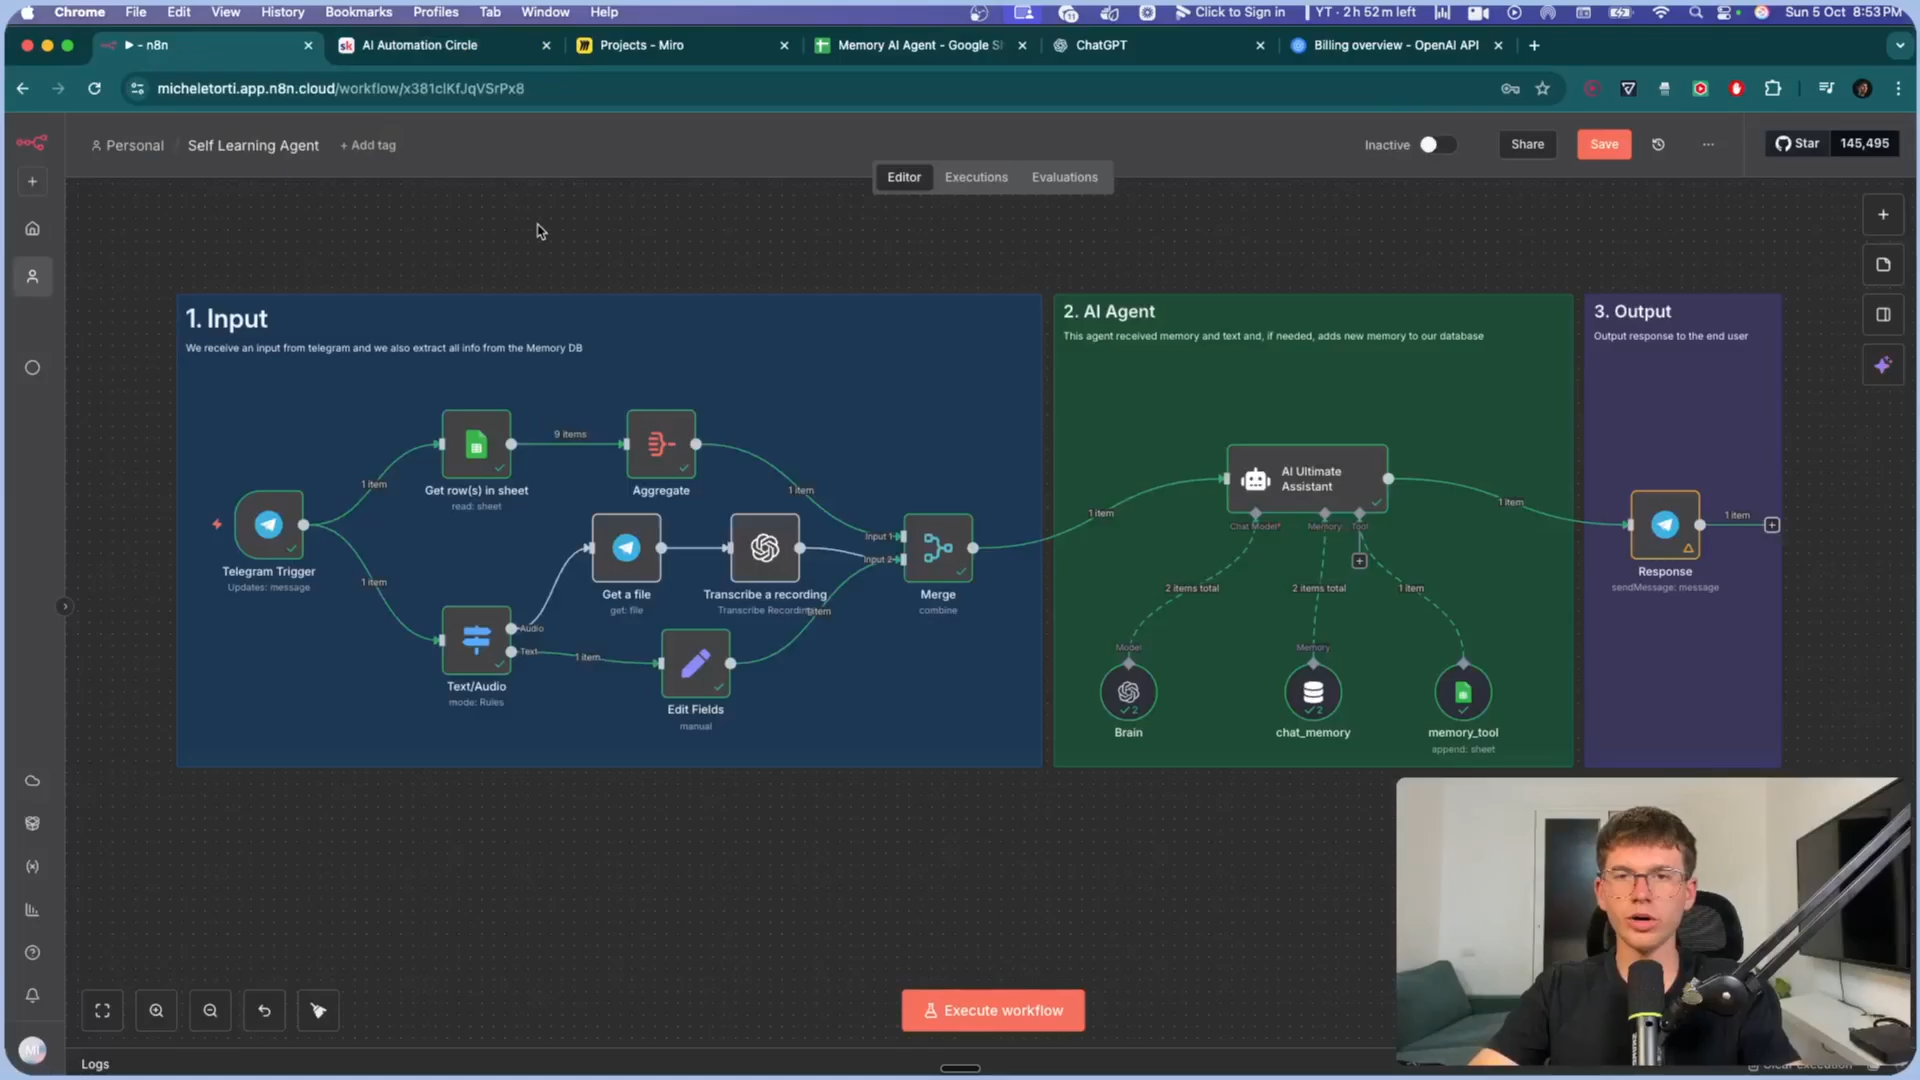 Chrome File Edit View History Bookmarks Profiles Tab Window Help
11 Click to Sign in YT - 2 h 52 m left Sun 5 Oct 8:53 PM
- n8n
AI Automation Circle
Projects - Miro
Memory AI Agent - Google
ChatGPT
Billing overview - OpenAI API
micheletorti.app.n8n.cloud/workflow/x381clKfJqVSrPx8
Personal / Self Learning Agent + Add tag
Inactive Share Save ... Star 145,495
Editor Executions Evaluations
1. Input
We receive an input from telegram and we also extract all info from the Memory DB
2. AI Agent
This agent received memory and text and, if needed, adds new memory to our database
3. Output
Output response to the end user
Telegram Trigger
Updates: message
1 item
1 item
Get row(s) in sheet
read: sheet
9 items
Aggregate
1 item
Text/Audio
mode: Rules
Audio
Text
1 item
Get a file
get: file
Transcribe a recording
Transcribe Recording
Edit Fields
manual
1 item
Input 1
Input 2
Merge
combine
1 item
AI Ultimate
Assistant
Chat Model*
Memory
Tool
2 items total
2 items total
1 item
Model
Memory
2
2
Brain
chat_memory
memory_tool
append: sheet
1 item
Response
sendMessage: message
1 item
Execute workflow
Logs
MI